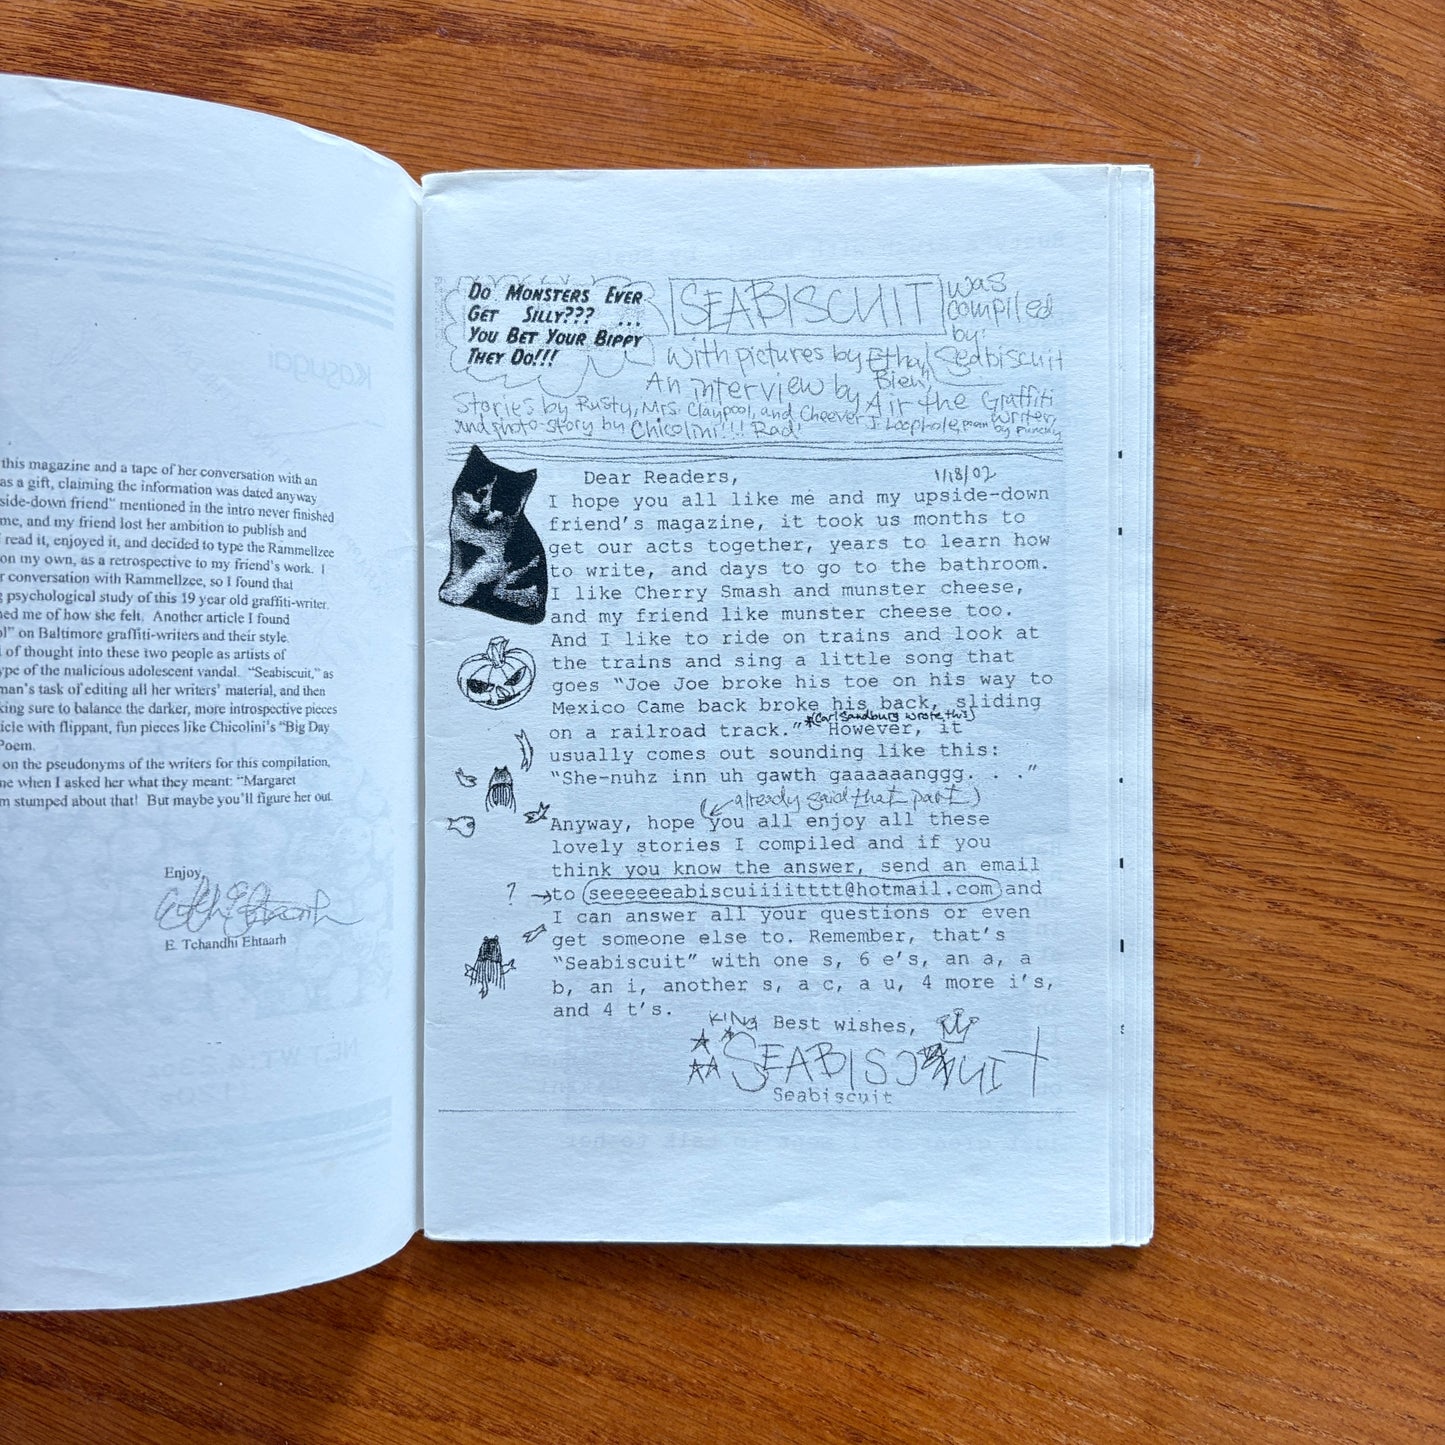 this magazine and a tape of her conversation with an
as a gift, claiming the information was dated anyway
side-down friend" mentioned in the intro never finished
me, and my friend lost her ambition to publish and
read it, enjoyed it, and decided to type the Rammellzee
on my own, as a retrospective to my friend's work. I
r conversation with Rammellzee, so I found that
g psychological study of this 19 year old graffiti-writer
ned me of how she felt. Another article I found
ol" on Baltimore graffiti-writers and their style.
l of thought into these two people as artists of
ype of the malicious adolescent vandal. "Seabiscuit," as
man's task of editing all her writers' material, and then
king sure to balance the darker, more introspective pieces
icle with flippant, fun pieces like Chicolini's "Big Day
Poem.
on the pseudonyms of the writers for this compilation,
me when I asked her what they meant: "Margaret
m stumped about that! But maybe you'll figure her out.
Enjoy,
E. Tchandhi Ehtaarh
DO MONSTERS EVER
GET SILLY??? ...
YOU BET YOUR BIPPY
THEY DO!!!
SEABISCUIT was
compiled
by:
Seabiscuit
with pictures by Ethan
Blen,
An interview by Air the Graffiti
Writer,
Stories by Rusty, Mrs. Claypool, and Cheever J. Loophole, poem by Punchy
and photo-story by Chicolini!!! Rad!
Dear Readers, 1/18/02
I hope you all like me and my upside-down
friend's magazine, it took us months to
get our acts together, years to learn how
to write, and days to go to the bathroom.
I like Cherry Smash and munster cheese,
and my friend like munster cheese too.
And I like to ride on trains and look at
the trains and sing a little song that
goes "Joe Joe broke his toe on his way to
Mexico Came back broke his back, sliding
on a railroad track." *(Carl Sandburg wrote this) However, it
usually comes out sounding like this:
"She-nuhz inn uh gawth gaaaaaanggg. . ."
(already said that part)
Anyway, hope you all enjoy all these
lovely stories I compiled and if you
think you know the answer, send an email
? →to seeeeeeabiscuiiiitttt@hotmail.com and
I can answer all your questions or even
get someone else to. Remember, that's
"Seabiscuit" with one s, 6 e's, an a, a
b, an i, another s, a c, a u, 4 more i's,
and 4 t's.
KING Best wishes,
SEABISCUIT
Seabiscuit